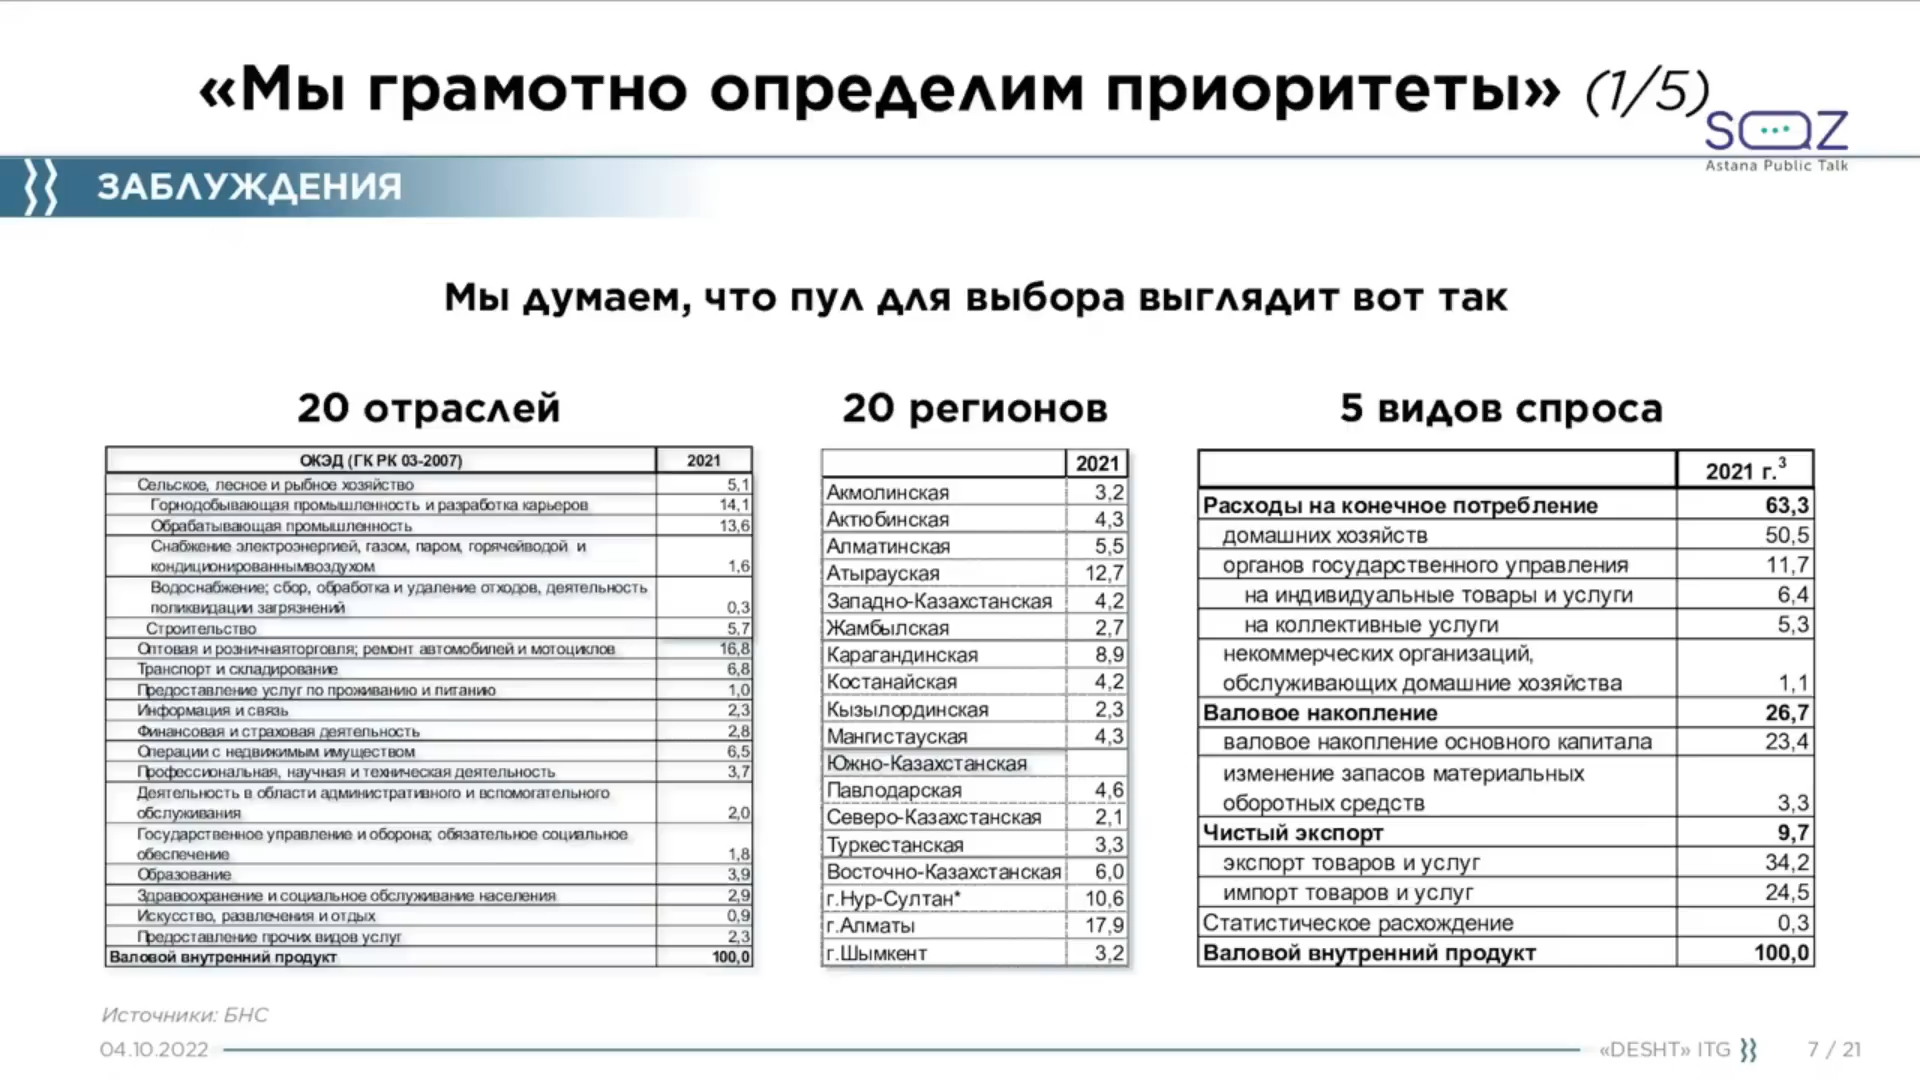 «Мы грамотно определим приоритеты» (1/5)
SOZ
Astana Public Talk
ЗАБЛУЖДЕНИЯ
Мы думаем, что пул для выбора выглядит вот так
20 отраслей
ОКЭД (ГК РК 03-2007) 2021
Сельское, лесное и рыбное хозяйство 5,1
Горнодобывающая промышленность и разработка карьеров 14,1
Обрабатывающая промышленность 13,6
Снабжение электроэнергией, газом, паром, горячейводой и
кондиционированнымвоздухом 1,6
Водоснабжение; сбор, обработка и удаление отходов, деятельность
поликвидации загрязнений 0,3
Строительство 5,7
Оптовая и розничнаяторговля; ремонт автомобилей и мотоциклов 16,8
Транспорт и складирование 6,8
Предоставление услуг по проживанию и питанию 1,0
Информация и связь 2,3
Финансовая и страховая деятельность 2,8
Операции с недвижимым имуществом 6,5
Профессиональная, научная и техническая деятельность 3,7
Деятельность в области административного и вспомогательного
обслуживания 2,0
Государственное управление и оборона; обязательное социальное
обеспечение 1,8
Образование 3,9
Здравоохранение и социальное обслуживание населения 2,9
Искусство, развлечения и отдых 0,9
Предоставление прочих видов услуг 2,3
Валовой внутренний продукт 100,0
20 регионов
2021
Акмолинская 3,2
Актюбинская 4,3
Алматинская 5,5
Атырауская 12,7
Западно-Казахстанская 4,2
Жамбылская 2,7
Карагандинская 8,9
Костанайская 4,2
Кызылординская 2,3
Мангистауская 4,3
Южно-Казахстанская
Павлодарская 4,6
Северо-Казахстанская 2,1
Туркестанская 3,3
Восточно-Казахстанская 6,0
г.Нур-Султан* 10,6
г.Алматы 17,9
г.Шымкент 3,2
5 видов спроса
2021 г.³
Расходы на конечное потребление 63,3
домашних хозяйств 50,5
органов государственного управления 11,7
на индивидуальные товары и услуги 6,4
на коллективные услуги 5,3
некоммерческих организаций,
обслуживающих домашние хозяйства 1,1
Валовое накопление 26,7
валовое накопление основного капитала 23,4
изменение запасов материальных
оборотных средств 3,3
Чистый экспорт 9,7
экспорт товаров и услуг 34,2
импорт товаров и услуг 24,5
Статистическое расхождение 0,3
Валовой внутренний продукт 100,0
Источники: БНС
04.10.2022
«DESHT» ITG
7 / 21